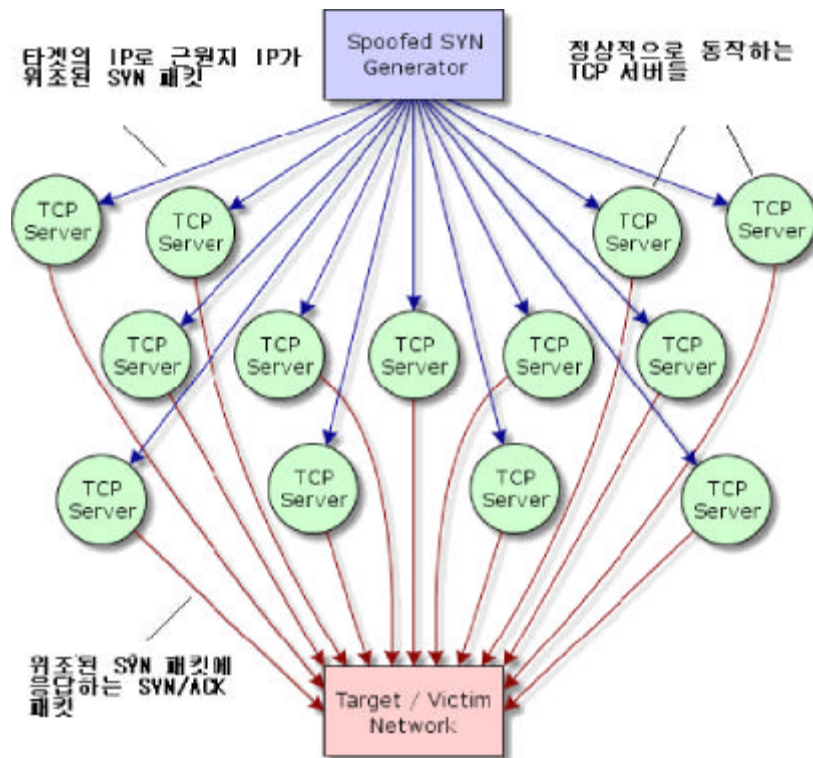 타겟의 IP로 근원지 IP가
위조된 SYN 패킷
Spoofed SYN
Generator
정상적으로 동작하는
TCP 서버들
TCP
Server
TCP
Server
TCP
Server
TCP
Server
TCP
Server
TCP
Server
TCP
Server
TCP
Server
TCP
Server
TCP
Server
TCP
Server
TCP
Server
TCP
Server
위조된 SYN 패킷에
응답하는 SYN/ACK
패킷
Target / Victim
Network